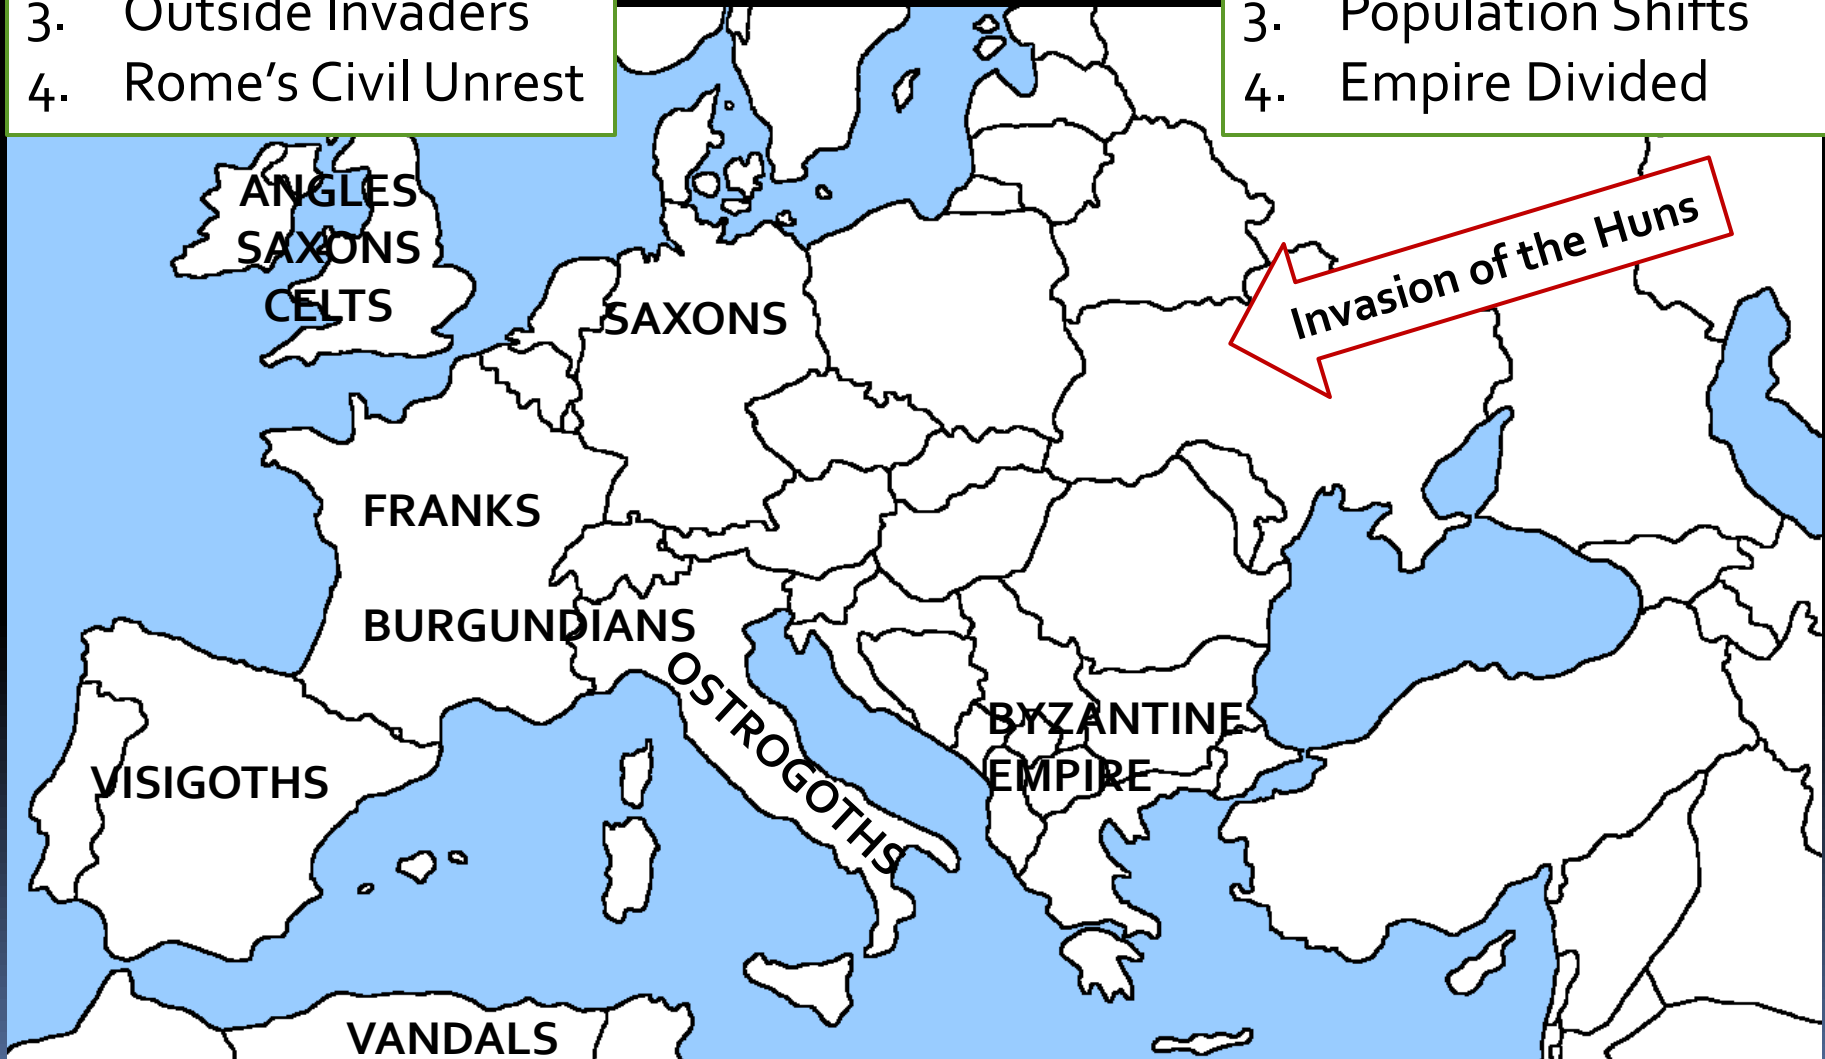 3. Outside Invaders
4. Rome's Civil Unrest
3. Population Shifts
4. Empire Divided
ANGLES
SAXONS
CELTS
Invasion of the Huns
SAXONS
FRANKS
BURGUNDIANS
OSTROGOTHS
BYZANTINE
EMPIRE
VISIGOTHS
VANDALS